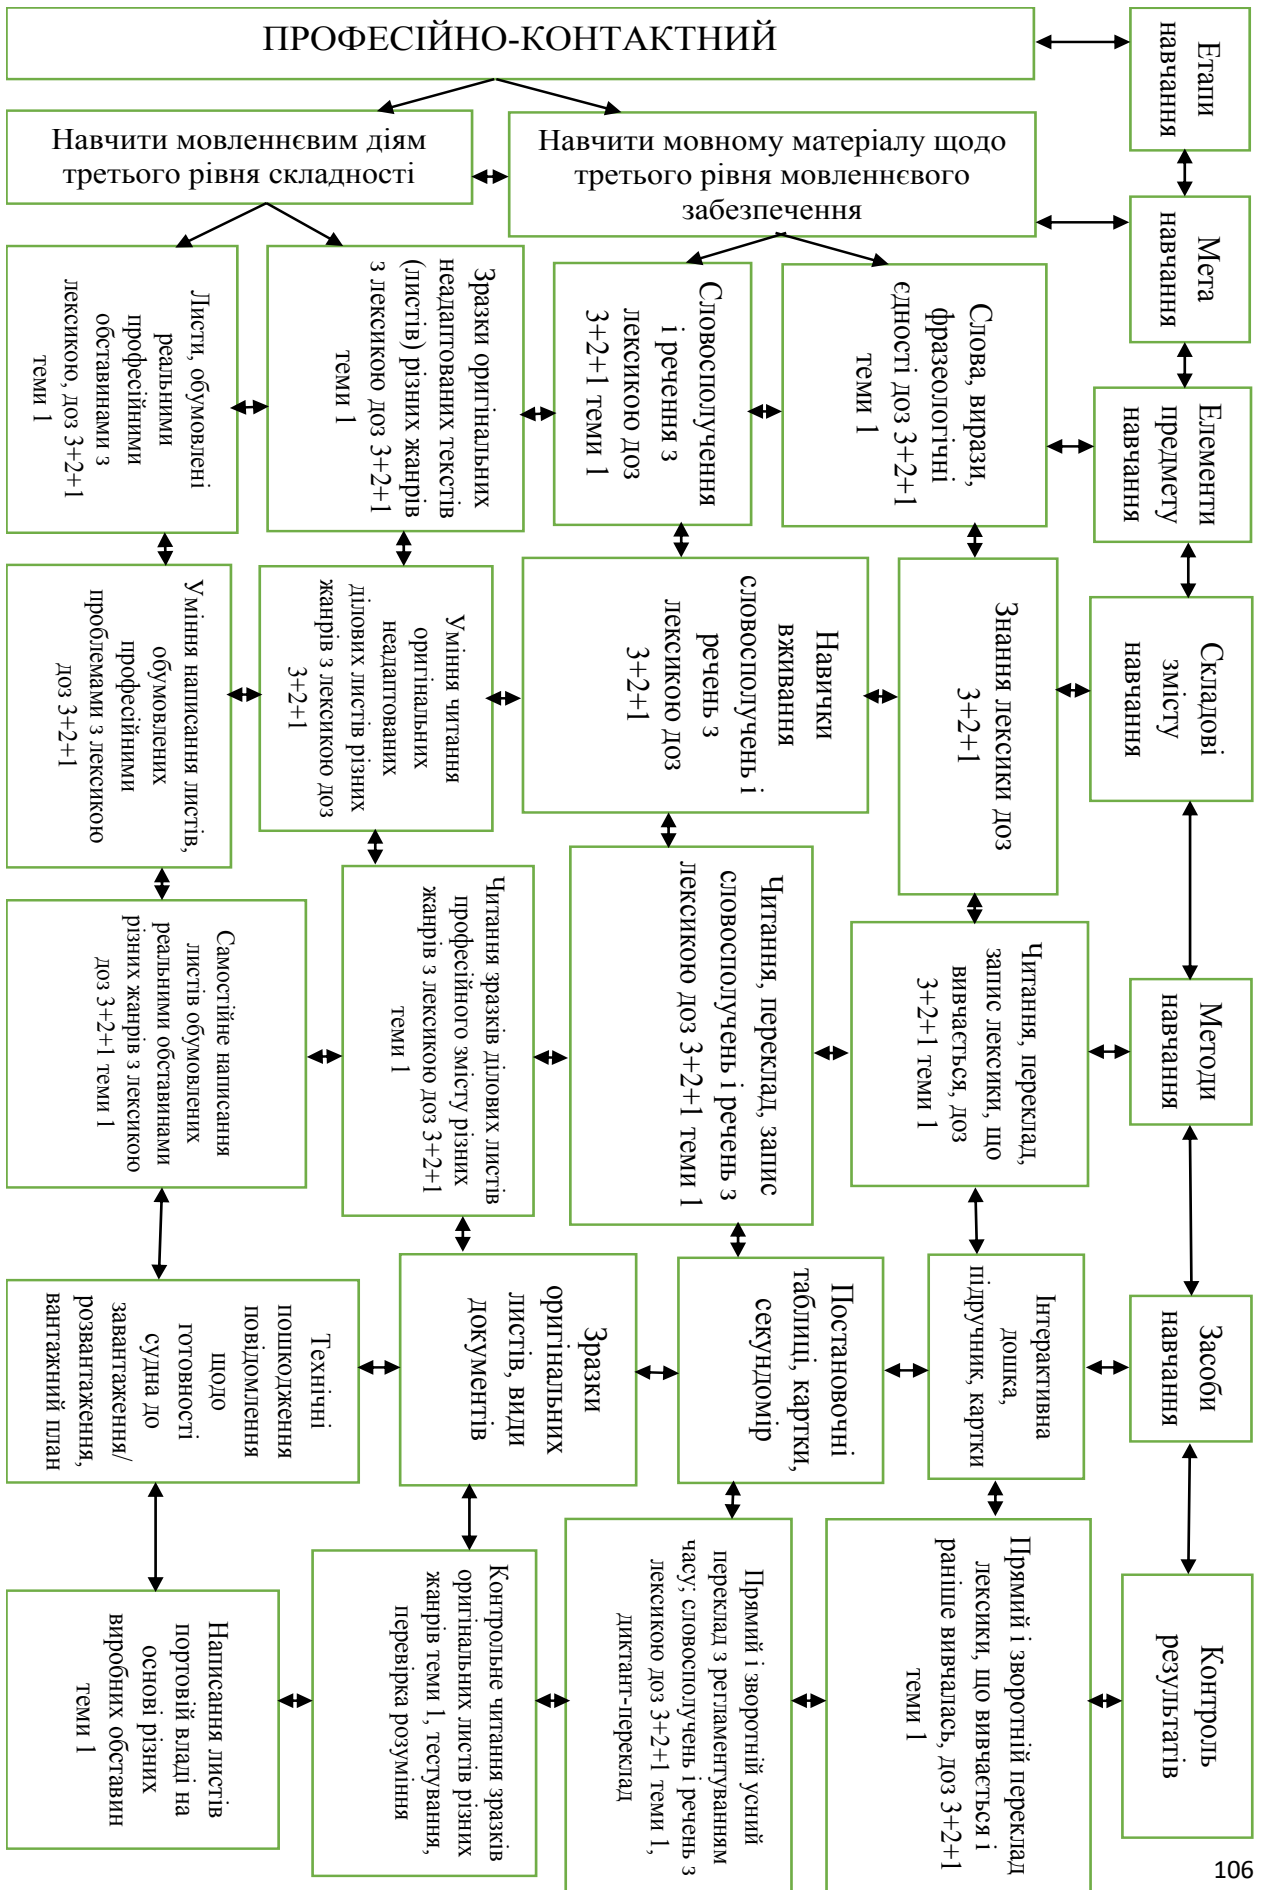 ПРОФЕСІЙНО-КОНТАКТНИЙ
Етапи
навчання
Навчити мовленнєвим діям
третього рівня складності
Навчити мовному матеріалу щодо
третього рівня мовленнєвого
забезпечення
Мета
навчання
Листи, обумовлені
реальними
професійними
обставинами з
лексикою, доз 3+2+1
теми 1
Зразки оригінальних
неадаптованих текстів
(листів) різних жанрів
з лексикою доз 3+2+1
теми 1
Словосполучення
і речення з
лексикою доз
3+2+1 теми 1
Слова, вирази,
фразеологічні
єдності доз 3+2+1
теми 1
Елементи
предмету
навчання
Уміння написання листів,
обумовлених
професійними
проблемами з лексикою
доз 3+2+1
Уміння читання
оригінальних
неадаптованих
ділових листів різних
жанрів з лексикою доз
3+2+1
Навички
вживання
словосполучень і
речень з
лексикою доз
3+2+1
Знання лексики доз
3+2+1
Складові
змісту
навчання
Самостійне написання
листів обумовлених
реальними обставинами
різних жанрів з лексикою
доз 3+2+1 теми 1
Читання зразків ділових листів
професійного змісту різних
жанрів з лексикою доз 3+2+1
теми 1
Читання, переклад, запис
словосполучень і речень з
лексикою доз 3+2+1 теми 1
Читання, переклад,
запис лексики, що
вивчається, доз
3+2+1 теми 1
Методи
навчання
Технічні
пошкодження
повідомлення
щодо
готовності
судна до
завантаження/
розвантаження,
вантажний план
Зразки
оригінальних
листів, види
документів
Постановочні
таблиці, картки,
секундомір
Інтерактивна
дошка,
підручник, картки
Засоби
навчання
Написання листів
портовій владі на
основі різних
виробних обставин
теми 1
Контрольне читання зразків
оригінальних листів різних
жанрів теми 1, тестування,
перевірка розуміння
Прямий і зворотній усний
переклад з регламентуванням
часу; словосполучень і речень з
лексикою доз 3+2+1 теми 1,
диктант-переклад
Прямий і зворотній переклад
лексики, що вивчається і
раніше вивчалась, доз 3+2+1
теми 1
Контроль
результатів
106